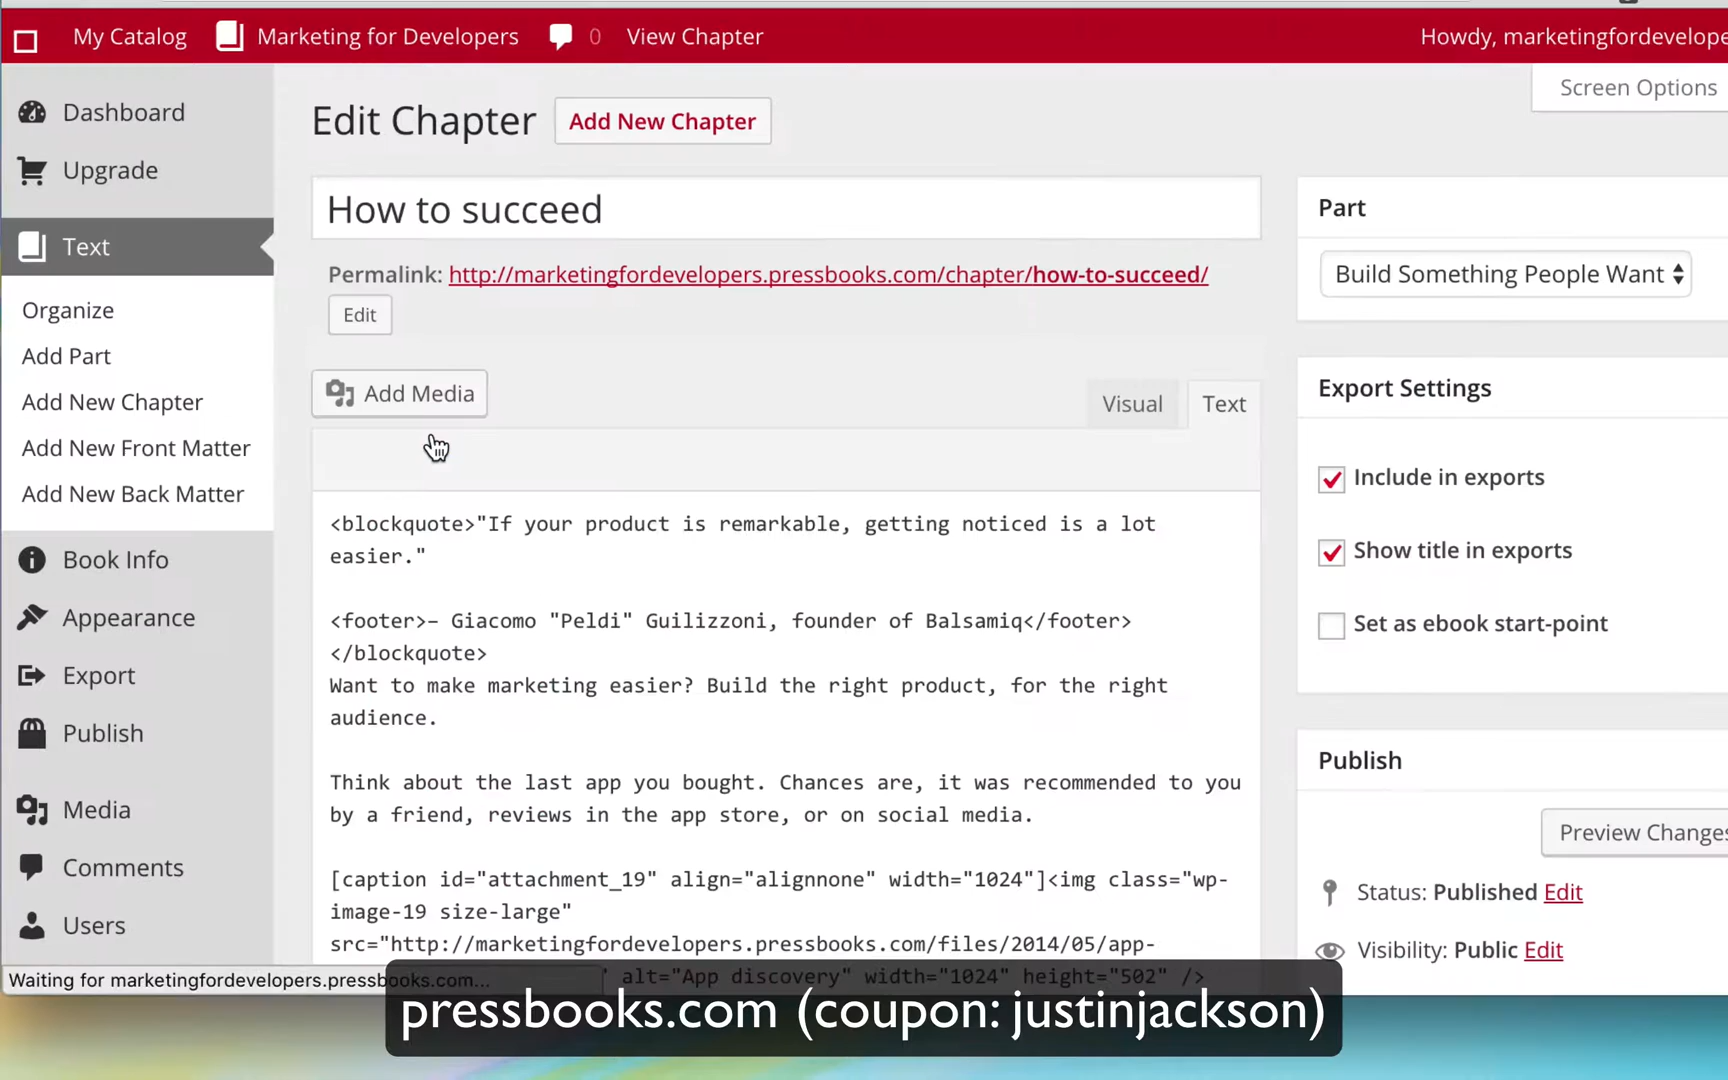 My Catalog Marketing for Developers 0 View Chapter Howdy, marketingfordevelope
Screen Options
Dashboard
Upgrade
Text
Organize
Add Part
Add New Chapter
Add New Front Matter
Add New Back Matter
Book Info
Appearance
Export
Publish
Media
Comments
Users
Edit Chapter Add New Chapter
How to succeed
Permalink: http://marketingfordevelopers.pressbooks.com/chapter/how-to-succeed/
Edit
Add Media
Visual Text
<blockquote>"If your product is remarkable, getting noticed is a lot
easier."
<footer>– Giacomo "Peldi" Guilizzoni, founder of Balsamiq</footer>
</blockquote>
Want to make marketing easier? Build the right product, for the right
audience.
Think about the last app you bought. Chances are, it was recommended to you
by a friend, reviews in the app store, or on social media.
[caption id="attachment_19" align="alignnone" width="1024"]<img class="wp-
image-19 size-large"
src="http://marketingfordevelopers.pressbooks.com/files/2014/05/app-
" alt="App discovery" width="1024" height="502" />
Part
Build Something People Want
Export Settings
Include in exports
Show title in exports
Set as ebook start-point
Publish
Preview Changes
Status: Published Edit
Visibility: Public Edit
Waiting for marketingfordevelopers.pressbooks.com...
pressbooks.com (coupon: justinjackson)